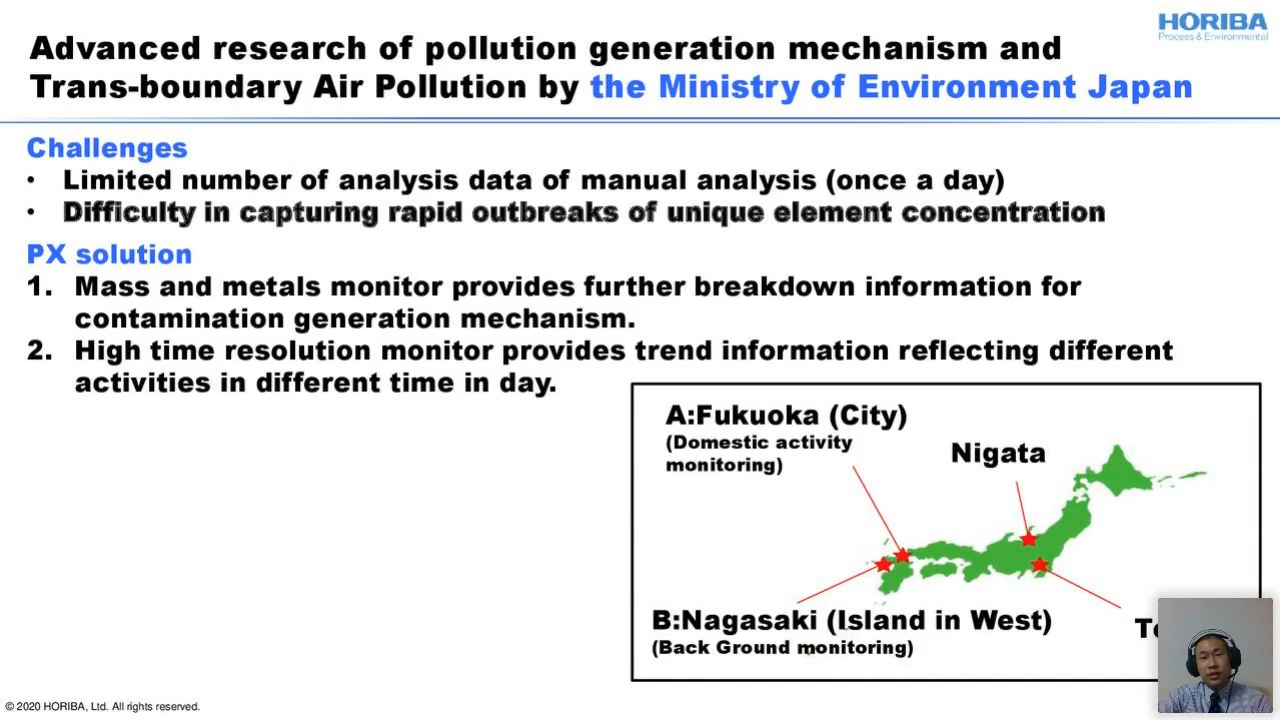 HORIBA
Process & Environmental
Advanced research of pollution generation mechanism and
Trans-boundary Air Pollution by the Ministry of Environment Japan
Challenges
• Limited number of analysis data of manual analysis (once a day)
• Difficulty in capturing rapid outbreaks of unique element concentration
PX solution
1. Mass and metals monitor provides further breakdown information for
contamination generation mechanism.
2. High time resolution monitor provides trend information reflecting different
activities in different time in day.
A:Fukuoka (City)
(Domestic activity
monitoring)
Nigata
B:Nagasaki (Island in West)
(Back Ground monitoring)
© 2020 HORIBA, Ltd. All rights reserved.